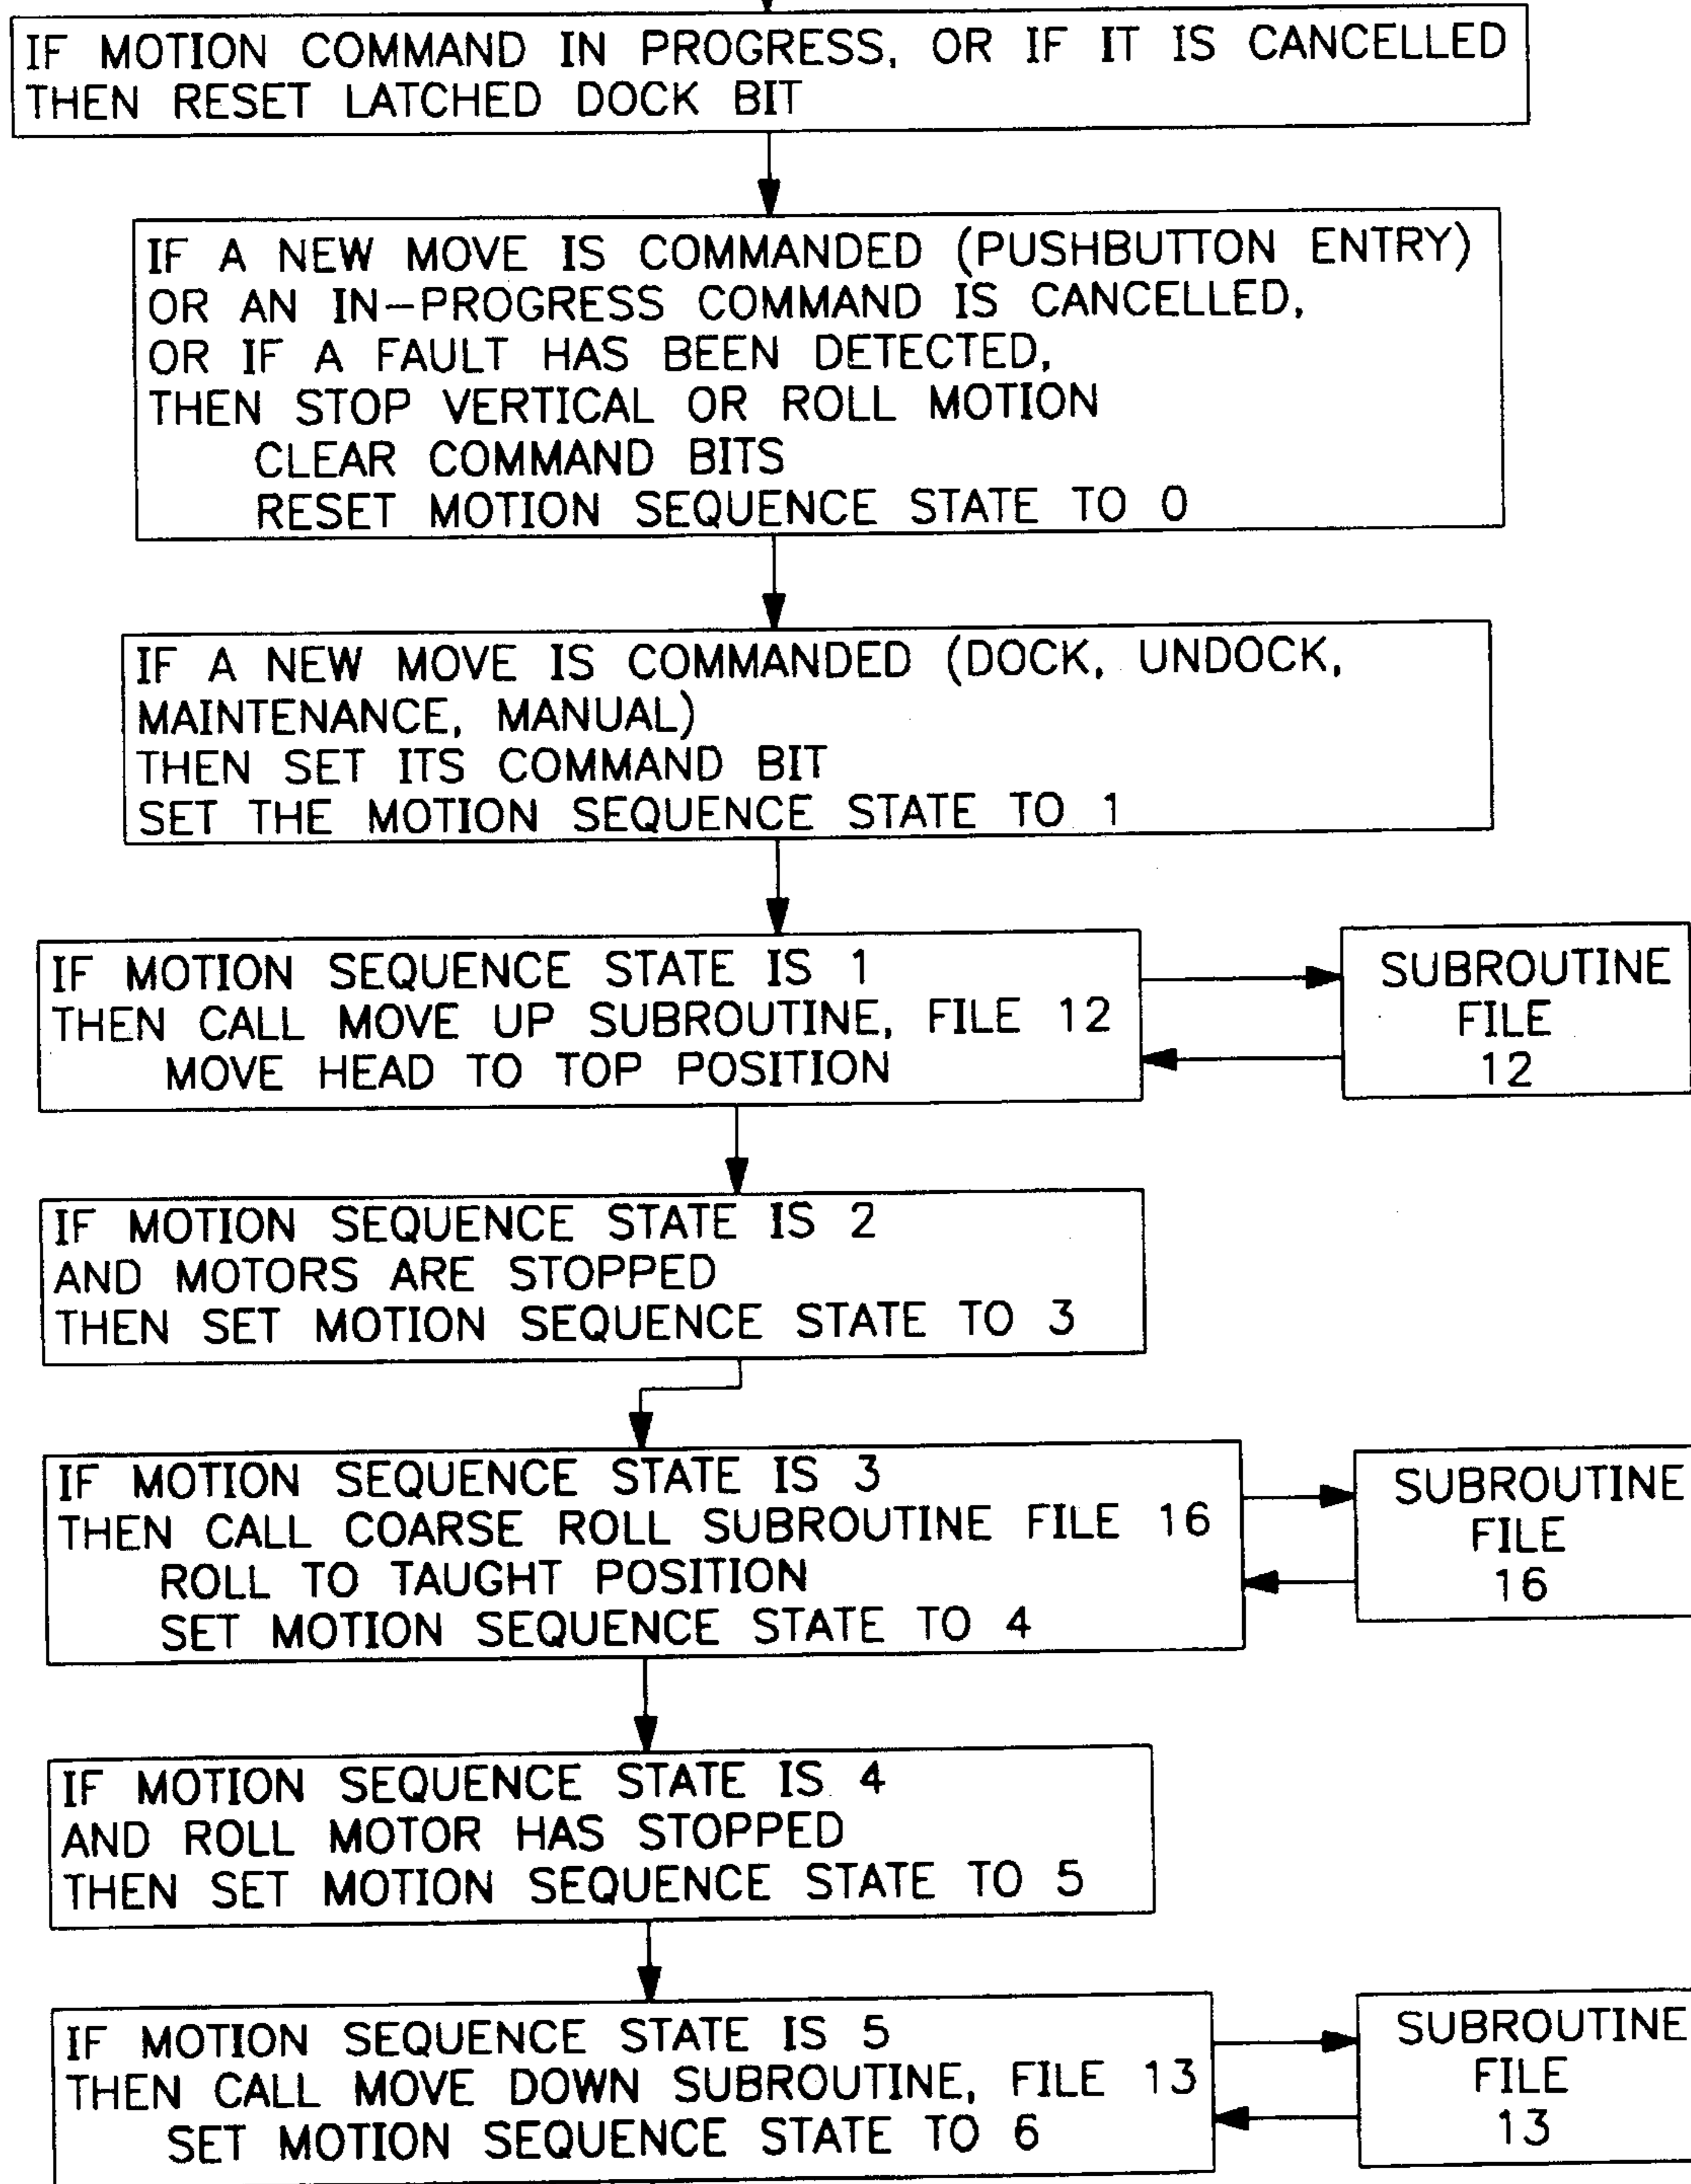 IF MOTION COMMAND IN PROGRESS, OR IF IT IS CANCELLED
THEN RESET LATCHED DOCK BIT
IF A NEW MOVE IS COMMANDED (PUSHBUTTON ENTRY)
OR AN IN-PROGRESS COMMAND IS CANCELLED,
OR IF A FAULT HAS BEEN DETECTED,
THEN STOP VERTICAL OR ROLL MOTION
CLEAR COMMAND BITS
RESET MOTION SEQUENCE STATE TO 0
IF A NEW MOVE IS COMMANDED (DOCK, UNDOCK,
MAINTENANCE, MANUAL)
THEN SET ITS COMMAND BIT
SET THE MOTION SEQUENCE STATE TO 1
IF MOTION SEQUENCE STATE IS 1
THEN CALL MOVE UP SUBROUTINE, FILE 12
MOVE HEAD TO TOP POSITION
SUBROUTINE
FILE
12
IF MOTION SEQUENCE STATE IS 2
AND MOTORS ARE STOPPED
THEN SET MOTION SEQUENCE STATE TO 3
IF MOTION SEQUENCE STATE IS 3
THEN CALL COARSE ROLL SUBROUTINE FILE 16
ROLL TO TAUGHT POSITION
SET MOTION SEQUENCE STATE TO 4
SUBROUTINE
FILE
16
IF MOTION SEQUENCE STATE IS 4
AND ROLL MOTOR HAS STOPPED
THEN SET MOTION SEQUENCE STATE TO 5
IF MOTION SEQUENCE STATE IS 5
THEN CALL MOVE DOWN SUBROUTINE, FILE 13
SET MOTION SEQUENCE STATE TO 6
SUBROUTINE
FILE
13